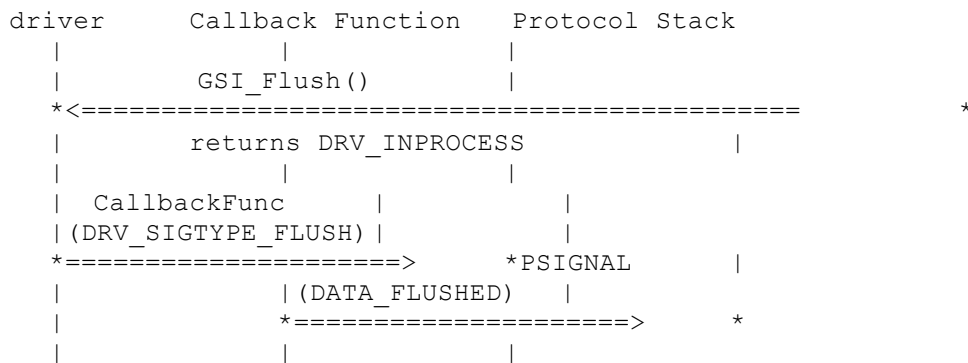 driver Callback Function Protocol Stack
| | |
| GSI_Flush() |
*<============================================= *
| returns DRV_INPROCESS |
| | |
| CallbackFunc | |
|(DRV_SIGTYPE_FLUSH)| |
*=====================> *PSIGNAL |
| |(DATA_FLUSHED) |
| *=====================> *
| | |